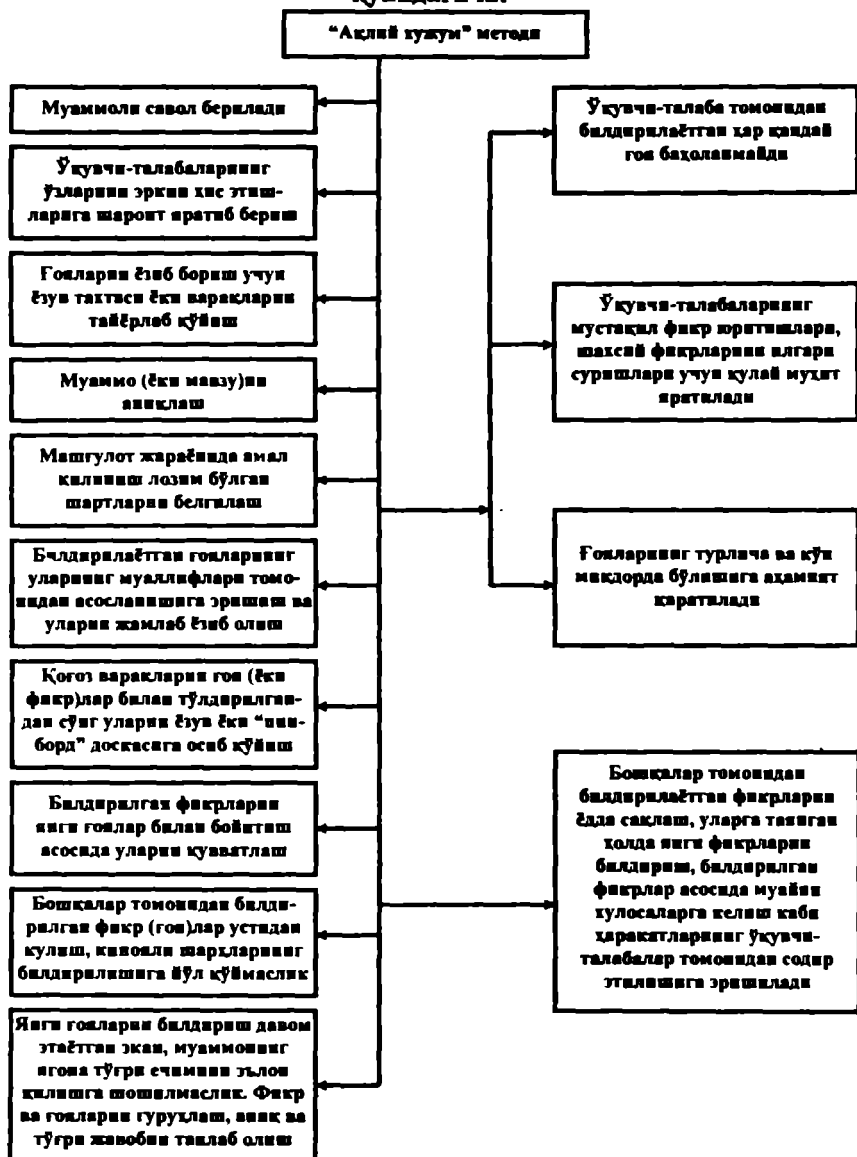 “Ақлий ҳужум” методи
Муаммоли савол берилади
Ўқувчи-талабаларнинг
ўзларини эркин ҳис этиш-
ларига шароит яратиб бериш
Ғояларни ёзиб бориш учун
ёзув тахтаси ёки варақларни
тайёрлаб қўйиш
Муаммо (ёки мавзу)ни
аниқлаш
Машғулот жараёнида амал
қилиниш лозим бўлган
шартларни белгилаш
Билдирилаётган ғояларнинг
уларнинг муаллифлари томо-
нидан асосланишига эришиш ва
уларни жамлаб ёзиб олиш
Қоғоз варақларни ғоя (ёки
фикр)лар билан тўлдирилган-
дан сўнг уларни ёзув ёки “пин-
борд” доскасига осиб қўйиш
Билдирилган фикрларни
янги ғоялар билан бойитиш
асосида уларни қувватлаш
Бошқалар томонидан билди-
рилган фикр (ғоя)лар устидан
кулиш, кинояли шарҳларнинг
билдирилишига йўл қўймаслик
Янги ғояларни билдириш давом
этаётган экан, муаммонинг
ягона тўғри ечимини эълон
қилишга шошилмаслик. Фикр
ва ғояларни гуруҳлаш, аниқ ва
тўғри жавобни танлаб олиш
Ўқувчи-талаба томонидан
билдирилаётган ҳар қандай
ғоя баҳоланмайди
Ўқувчи-талабаларнинг
мустақил фикр юритишлари,
шахсий фикрларини илгари
суришлари учун қулай муҳит
яратилади
Ғояларнинг турлича ва кўп
миқдорда бўлишига аҳамият
қаратилади
Бошқалар томонидан
билдирилаётган фикрларни
ёдда сақлаш, уларга таянган
ҳолда янги фикрларни
билдириш, билдирилган
фикрлар асосида муайян
хулосаларга келиш каби
ҳаракатларнинг ўқувчи-
талабалар томонидан содир
этилишига эришилади